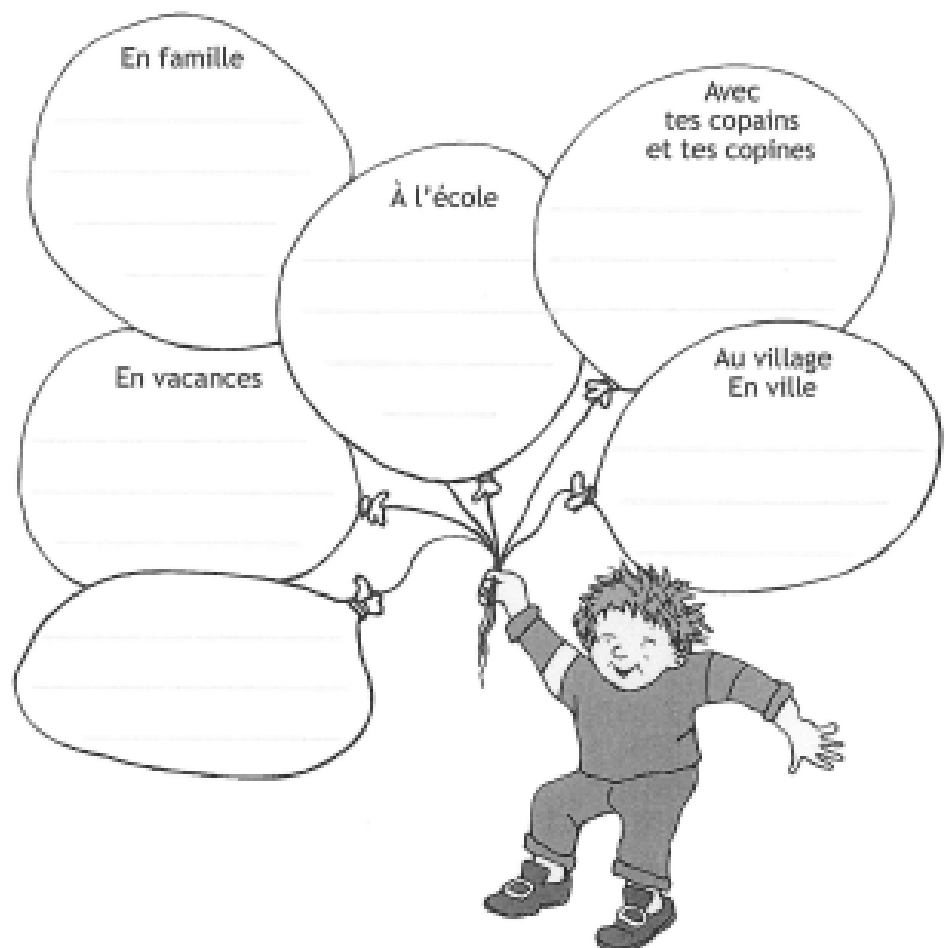 En famille
Avec
tes copains
et tes copines
À l'école
En vacances
Au village
En ville